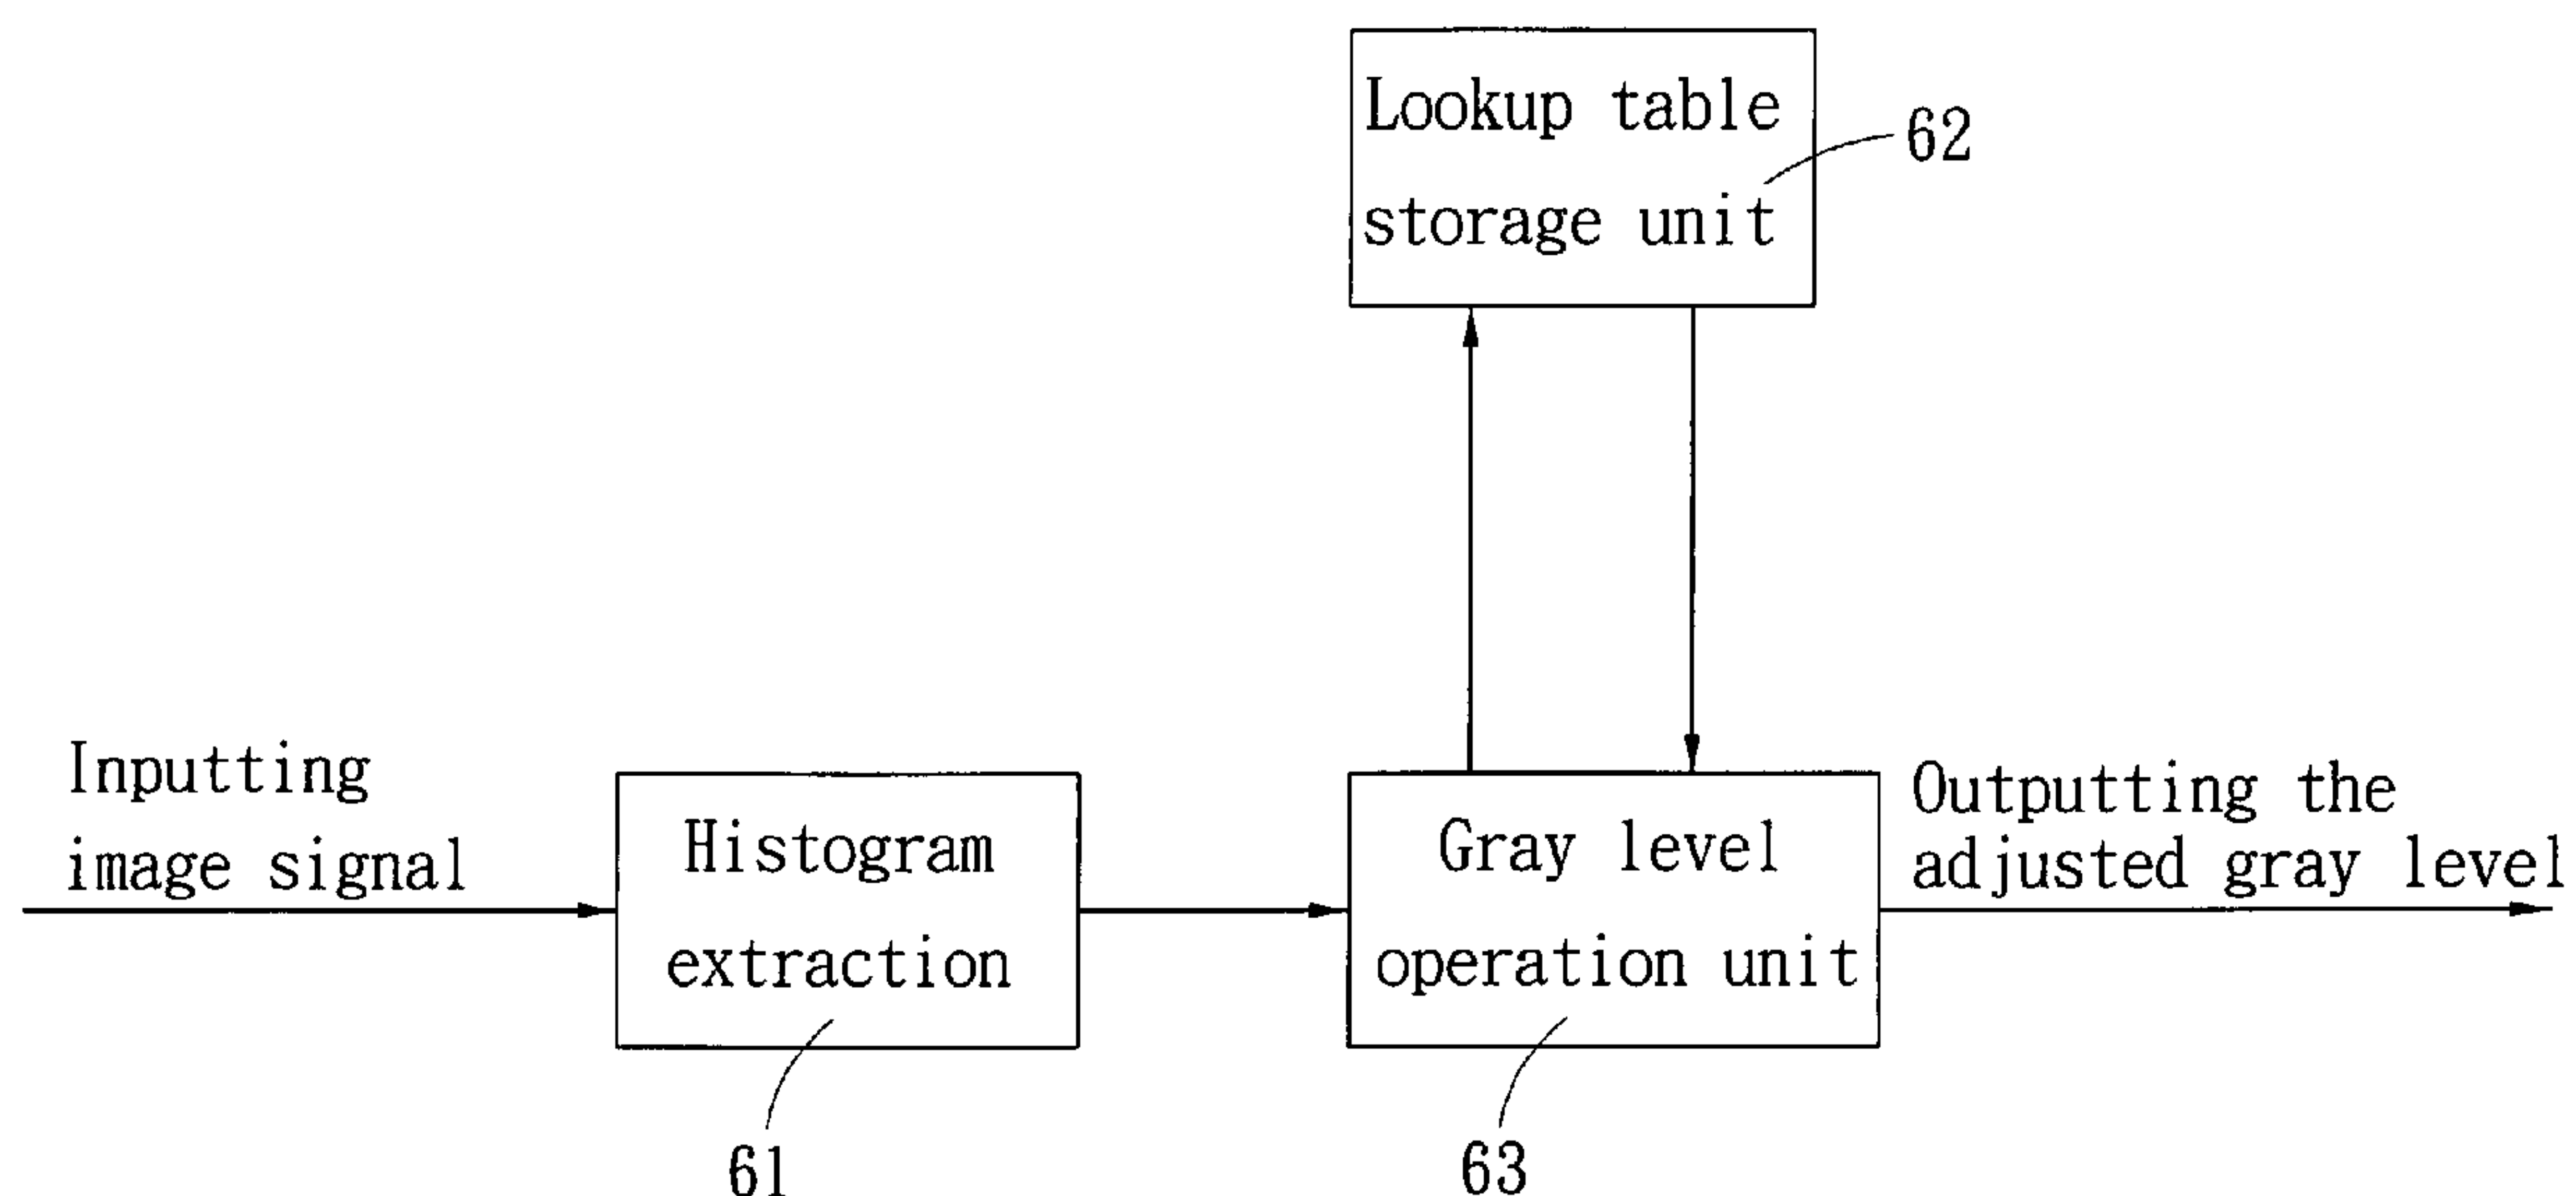 Lookup table
storage unit
62
Inputting
image signal
Histogram
extraction
61
Gray level
operation unit
63
Outputting the
adjusted gray level